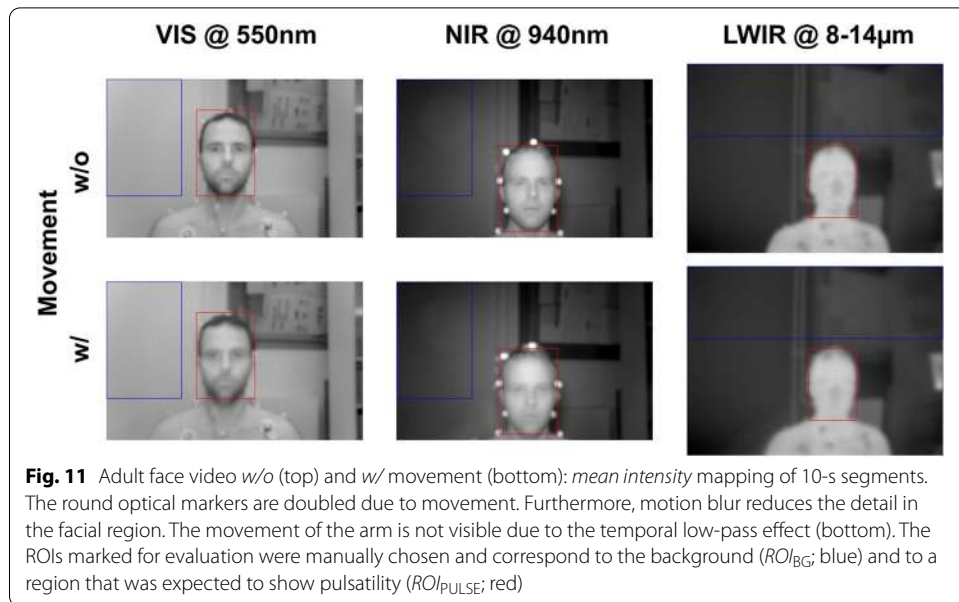 VIS @ 550nm
NIR @ 940nm
LWIR @ 8-14μm
Movement
w/o
w/
Fig. 11 Adult face video w/o (top) and w/ movement (bottom): mean intensity mapping of 10-s segments.
The round optical markers are doubled due to movement. Furthermore, motion blur reduces the detail in
the facial region. The movement of the arm is not visible due to the temporal low-pass effect (bottom). The
ROIs marked for evaluation were manually chosen and correspond to the background (ROIBG; blue) and to a
region that was expected to show pulsatility (ROIPULSE; red)